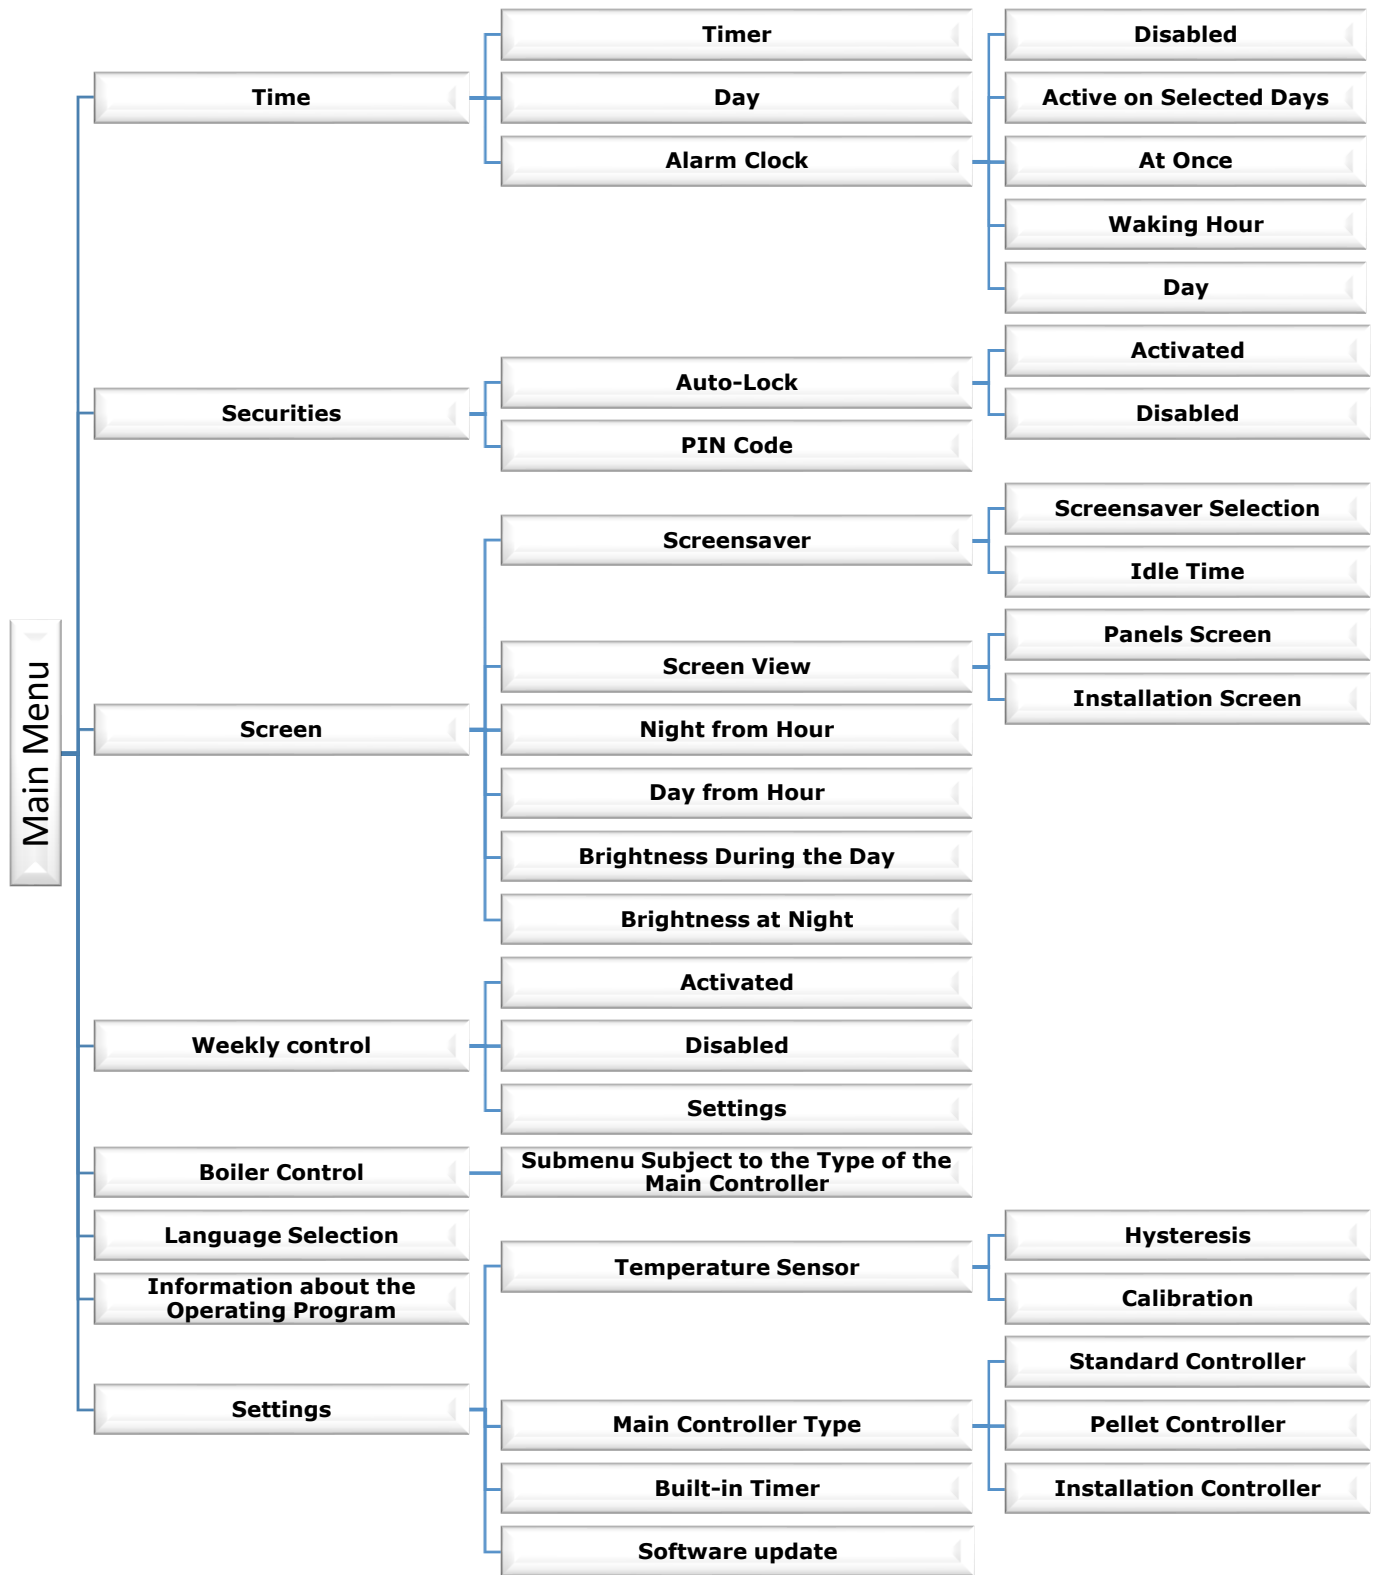 Main Menu
Time
Timer
Day
Alarm Clock
Disabled
Active on Selected Days
At Once
Waking Hour
Day
Securities
Auto-Lock
Activated
Disabled
PIN Code
Screen
Screensaver
Screensaver Selection
Idle Time
Screen View
Panels Screen
Installation Screen
Night from Hour
Day from Hour
Brightness During the Day
Brightness at Night
Weekly control
Activated
Disabled
Settings
Boiler Control
Submenu Subject to the Type of the
Main Controller
Language Selection
Information about the
Operating Program
Settings
Temperature Sensor
Hysteresis
Calibration
Main Controller Type
Standard Controller
Pellet Controller
Installation Controller
Built-in Timer
Software update